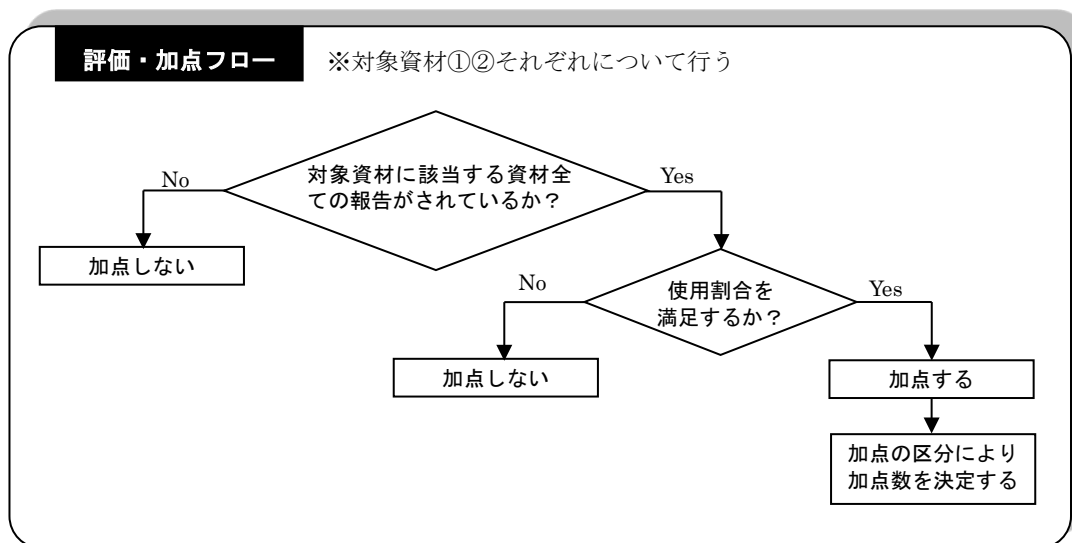 評価・加点フロー
※対象資材①②それぞれについて行う
対象資材に該当する資材全
ての報告がされているか？
No
Yes
加点しない
使用割合を
満足するか？
No
Yes
加点しない
加点する
加点の区分により
加点数を決定する